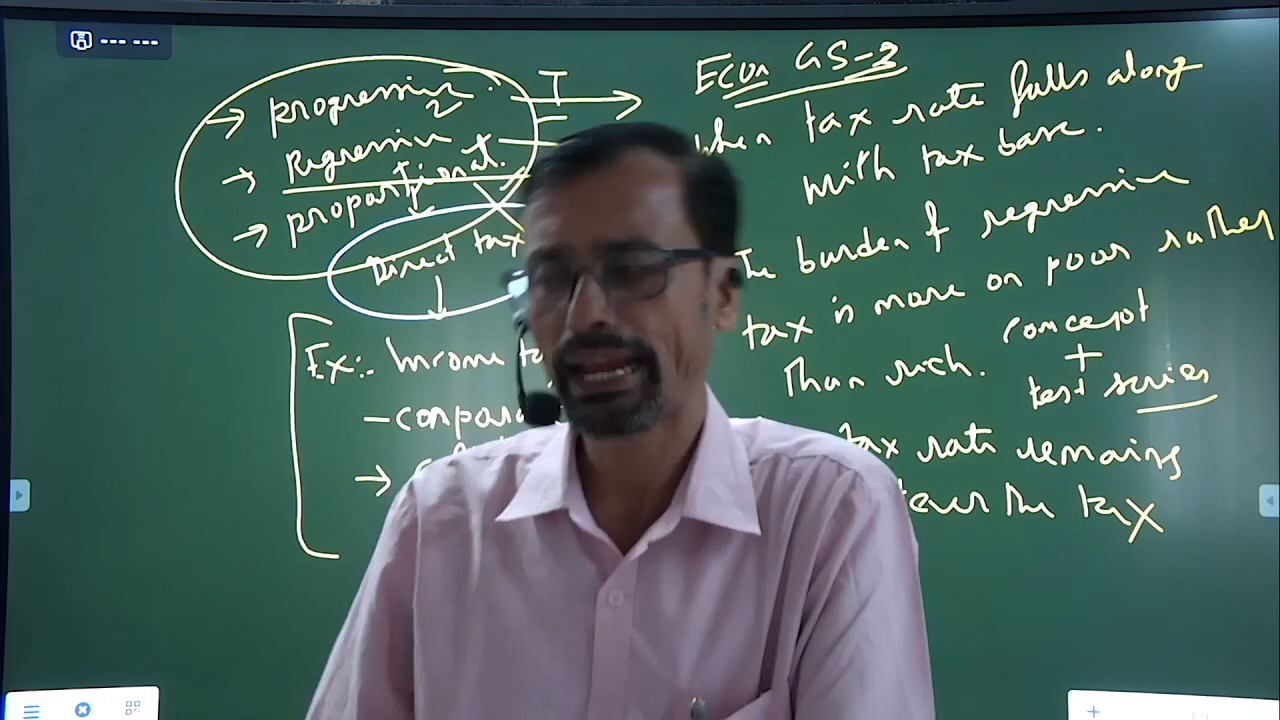 → progressive
→ Regressive
→ proportional
T
Direct tax
Ex:- Income
-corpora
Econ GS-3
when tax rate falls along
with tax base.
The burden of regressive
tax is more on poor rather
Than rich.
concept
+
test series
tax rate remains
tax